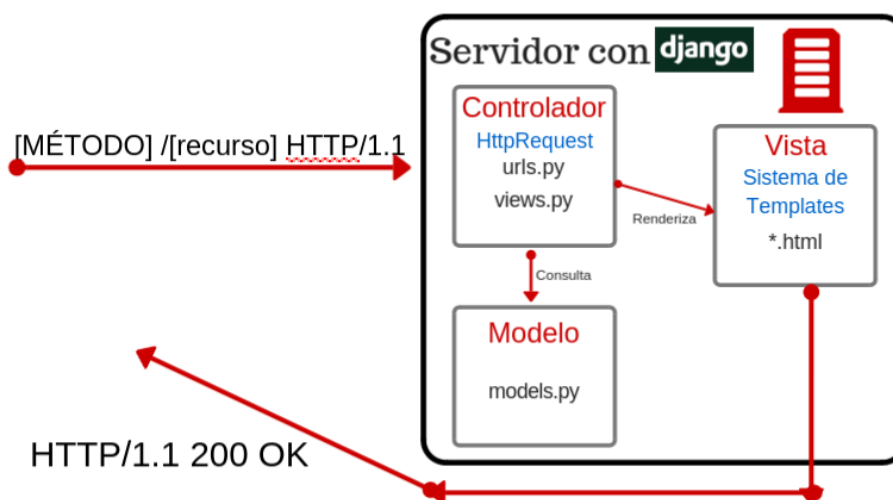 Servidor con django
[MÉTODO] /[recurso] HTTP/1.1
Controlador
HttpRequest
urls.py
views.py
Renderiza
Vista
Sistema de
Templates
*.html
Consulta
Modelo
models.py
HTTP/1.1 200 OK